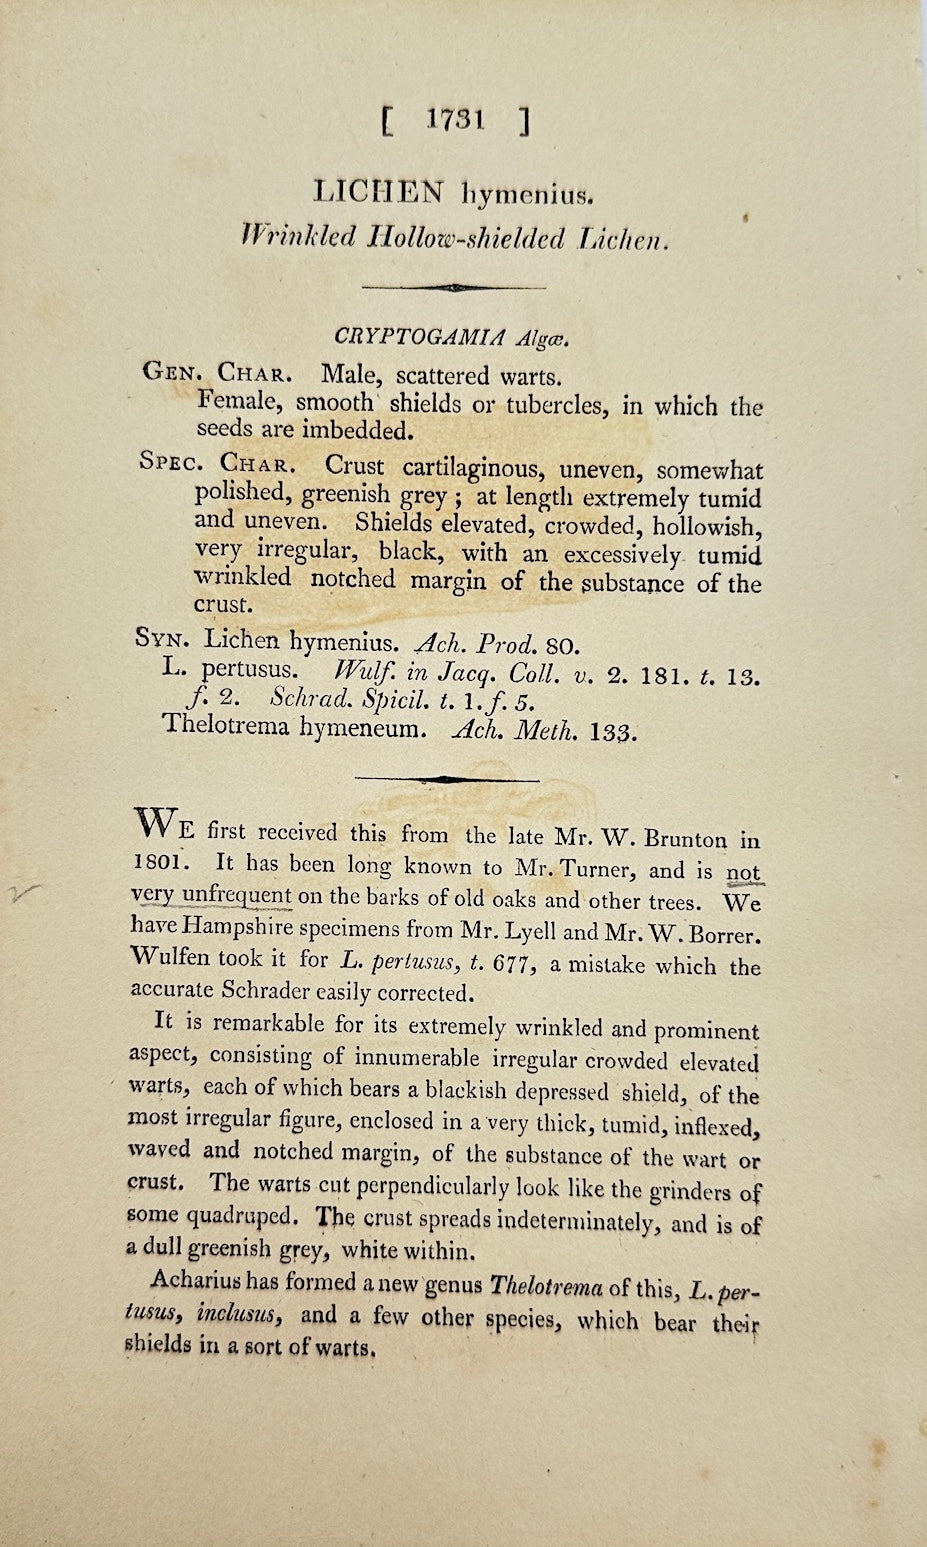 [ 1731 ]
LICHEN hymenius.
Wrinkled Hollow-shielded Lichen.
CRYPTOGAMIA Algæ.
GEN. CHAR. Male, scattered warts.
Female, smooth shields or tubercles, in which the
seeds are imbedded.
SPEC. CHAR. Crust cartilaginous, uneven, somewhat
polished, greenish grey ; at length extremely tumid
and uneven. Shields elevated, crowded, hollowish,
very irregular, black, with an excessively tumid
wrinkled notched margin of the substance of the
crust.
SYN. Lichen hymenius. Ach. Prod. 80.
L. pertusus. Wulf. in Jacq. Coll. v. 2. 181. t. 13.
f. 2. Schrad. Spicil. t. 1. f. 5.
Thelotrema hymeneum. Ach. Meth. 133.
WE first received this from the late Mr. W. Brunton in
1801. It has been long known to Mr. Turner, and is not
very unfrequent on the barks of old oaks and other trees. We
have Hampshire specimens from Mr. Lyell and Mr. W. Borrer.
Wulfen took it for L. pertusus, t. 677, a mistake which the
accurate Schrader easily corrected.
It is remarkable for its extremely wrinkled and prominent
aspect, consisting of innumerable irregular crowded elevated
warts, each of which bears a blackish depressed shield, of the
most irregular figure, enclosed in a very thick, tumid, inflexed,
waved and notched margin, of the substance of the wart or
crust. The warts cut perpendicularly look like the grinders of
some quadruped. The crust spreads indeterminately, and is of
a dull greenish grey, white within.
Acharius has formed a new genus Thelotrema of this, L. per-
tusus, inclusus, and a few other species, which bear their
shields in a sort of warts.